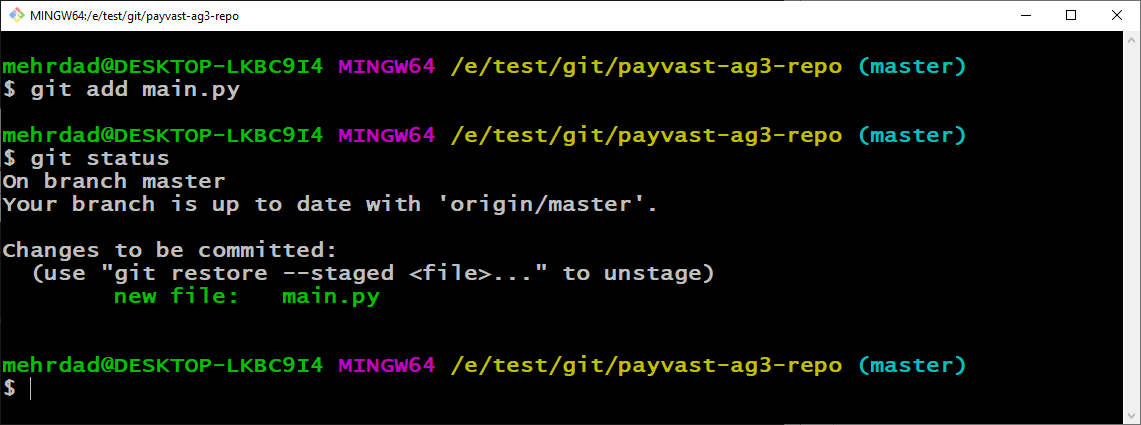 MINGW64:/e/test/git/payvast-ag3-repo
mehrdad@DESKTOP-LKBC9I4 MINGW64 /e/test/git/payvast-ag3-repo (master)
$ git add main.py
mehrdad@DESKTOP-LKBC9I4 MINGW64 /e/test/git/payvast-ag3-repo (master)
$ git status
On branch master
Your branch is up to date with 'origin/master'.
Changes to be committed:
  (use "git restore --staged <file>..." to unstage)
        new file:   main.py
mehrdad@DESKTOP-LKBC9I4 MINGW64 /e/test/git/payvast-ag3-repo (master)
$